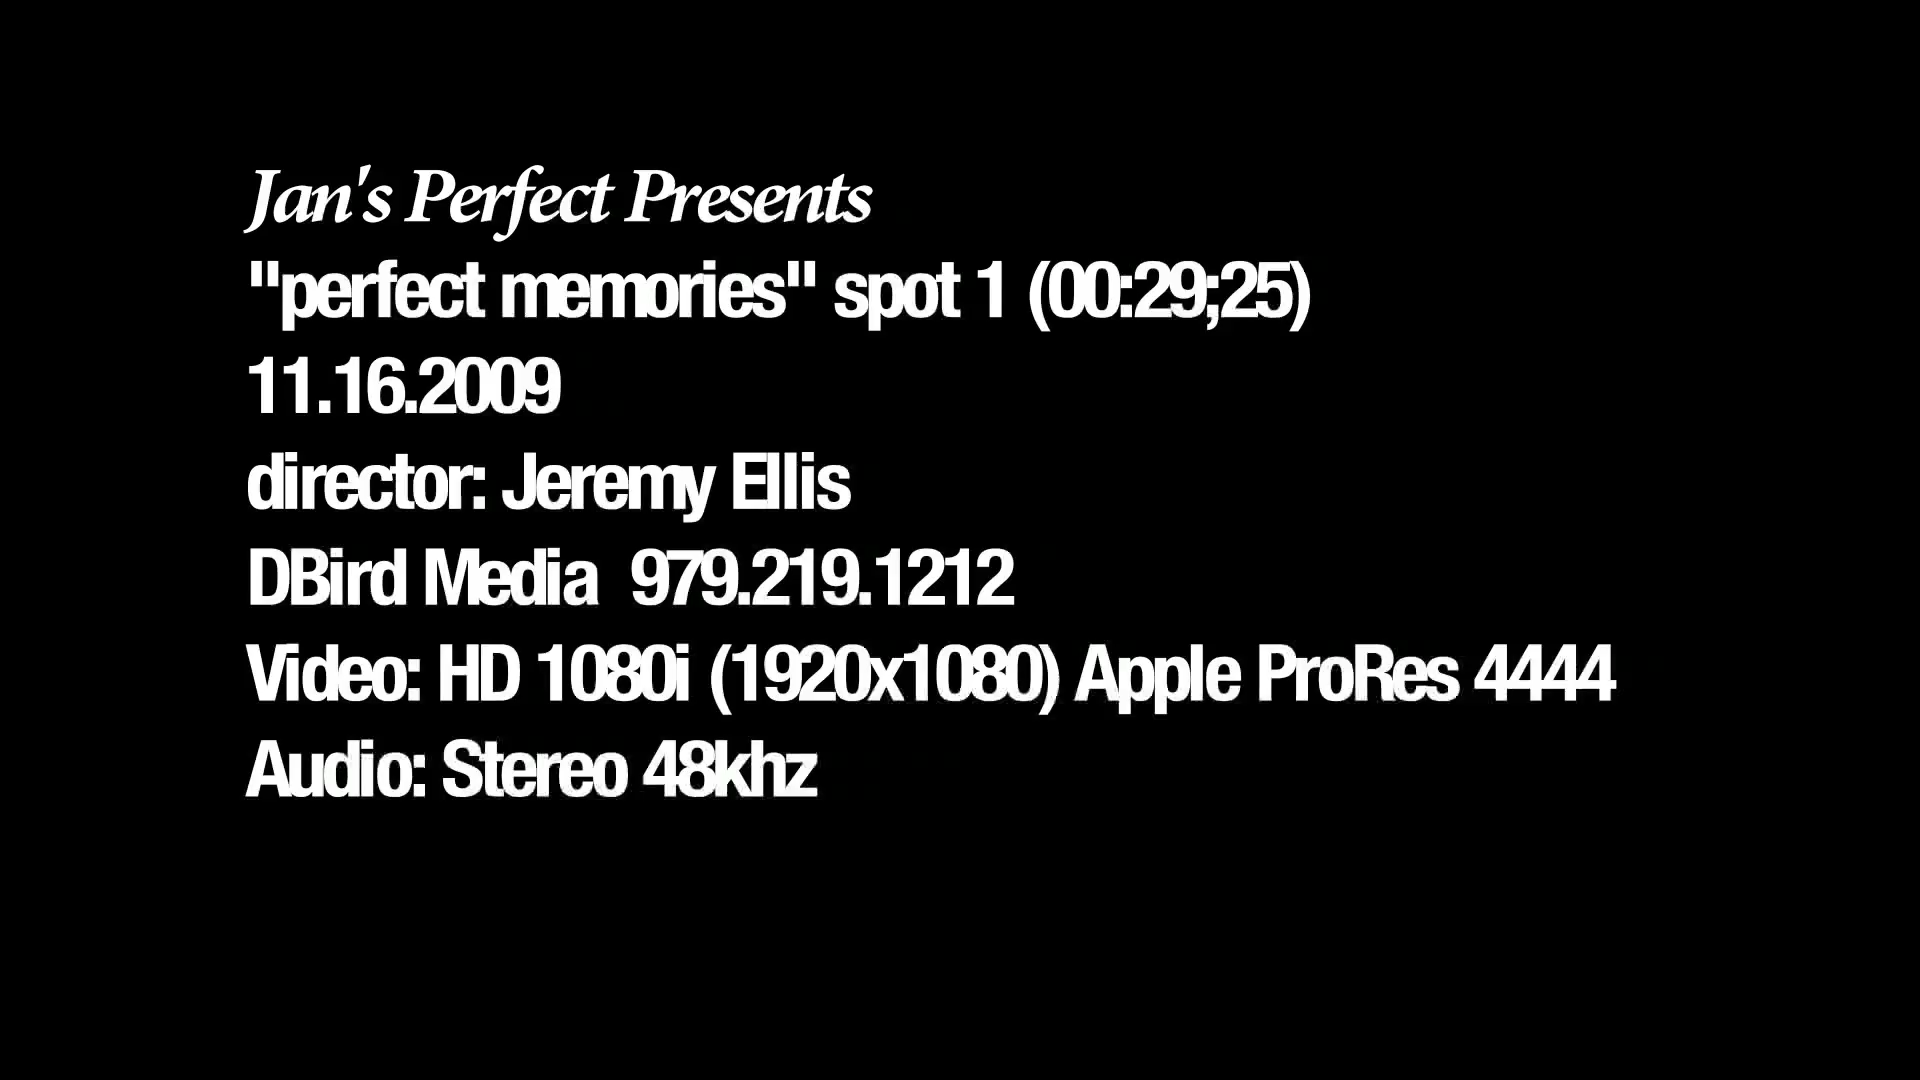 Jan's Perfect Presents
"perfect memories" spot 1 (00:29;25)
11.16.2009
director: Jeremy Ellis
DBird Media  979.219.1212
Video: HD 1080i (1920x1080) Apple ProRes 4444
Audio: Stereo 48khz